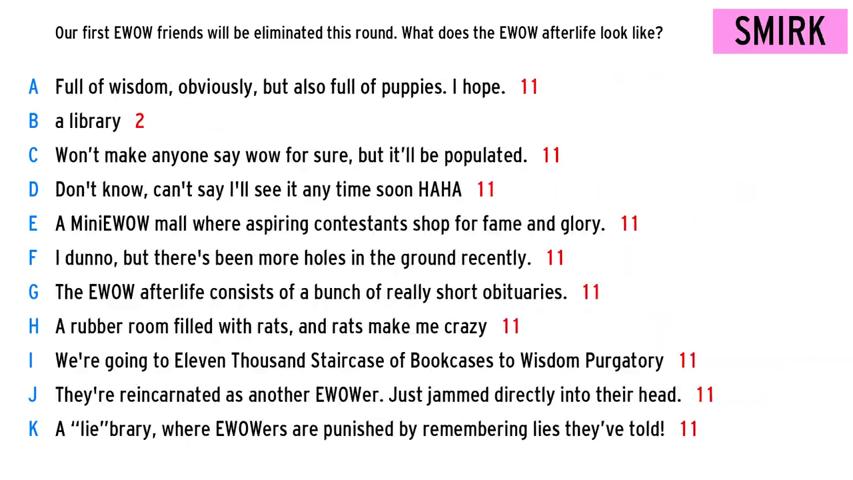 Our first EWOW friends will be eliminated this round. What does the EWOW afterlife look like?
SMIRK
A Full of wisdom, obviously, but also full of puppies. I hope. 11
B a library 2
C Won't make anyone say wow for sure, but it'll be populated. 11
D Don't know, can't say I'll see it any time soon HAHA 11
E A MiniEWOW mall where aspiring contestants shop for fame and glory. 11
F I dunno, but there's been more holes in the ground recently. 11
G The EWOW afterlife consists of a bunch of really short obituaries. 11
H A rubber room filled with rats, and rats make me crazy 11
I We're going to Eleven Thousand Staircase of Bookcases to Wisdom Purgatory 11
J They're reincarnated as another EWOWer. Just jammed directly into their head. 11
K A “lie”brary, where EWOWers are punished by remembering lies they’ve told! 11